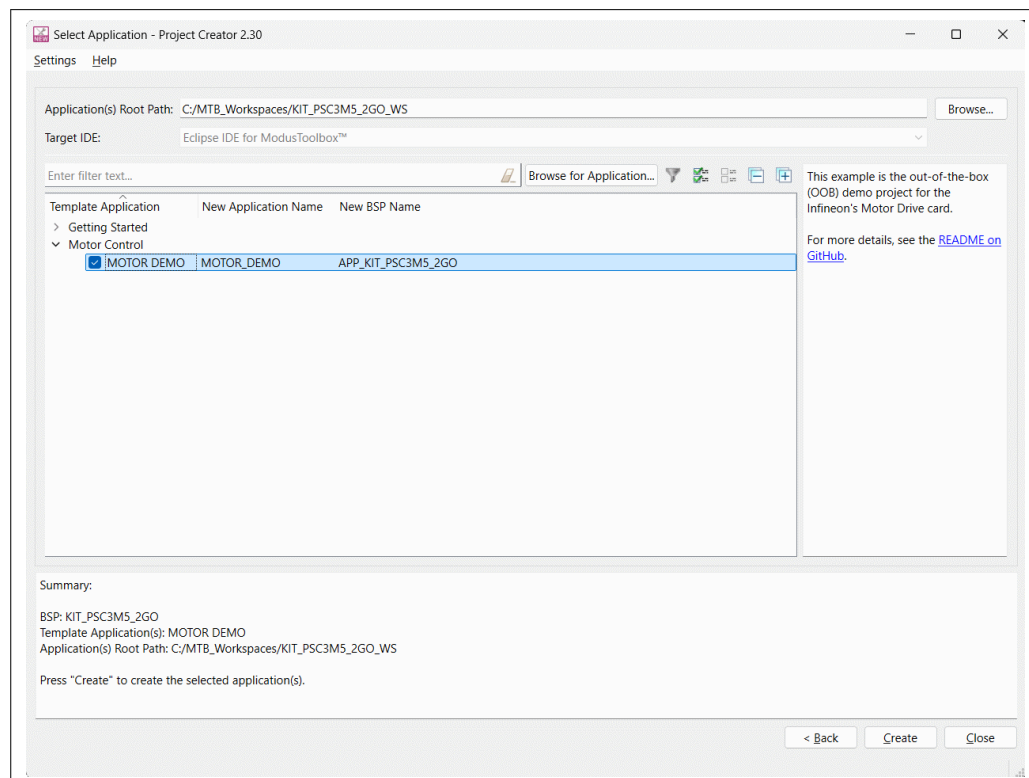 NEW
Select Application - Project Creator 2.30
Settings Help
Application(s) Root Path: C:/MTB_Workspaces/KIT_PSC3M5_2GO_WS Browse...
Target IDE: Eclipse IDE for ModusToolbox™
Enter filter text... Browse for Application...
Template Application New Application Name New BSP Name
Getting Started
Motor Control
MOTOR DEMO MOTOR_DEMO APP_KIT_PSC3M5_2GO
This example is the out-of-the-box
(OOB) demo project for the
Infineon's Motor Drive card.
For more details, see the README on
GitHub.
Summary:
BSP: KIT_PSC3M5_2GO
Template Application(s): MOTOR DEMO
Application(s) Root Path: C:/MTB_Workspaces/KIT_PSC3M5_2GO_WS
Press "Create" to create the selected application(s).
< Back Create Close